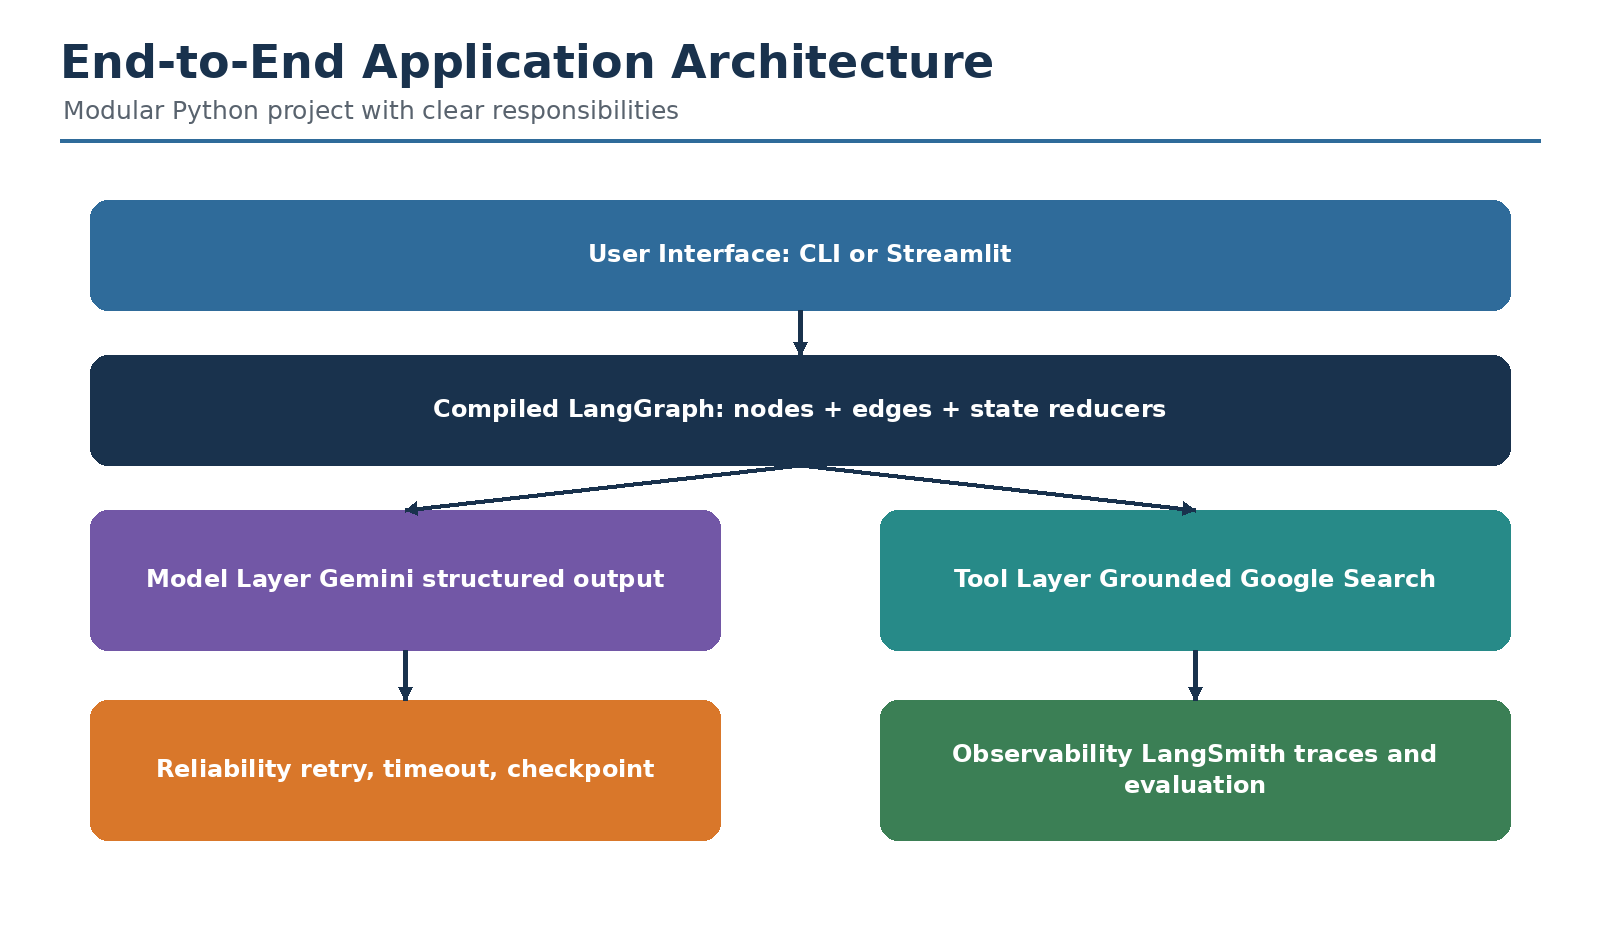 End-to-End Application Architecture
Modular Python project with clear responsibilities
User Interface: CLI or Streamlit
Compiled LangGraph: nodes + edges + state reducers
Model Layer Gemini structured output
Tool Layer Grounded Google Search
Reliability retry, timeout, checkpoint
Observability LangSmith traces and
evaluation